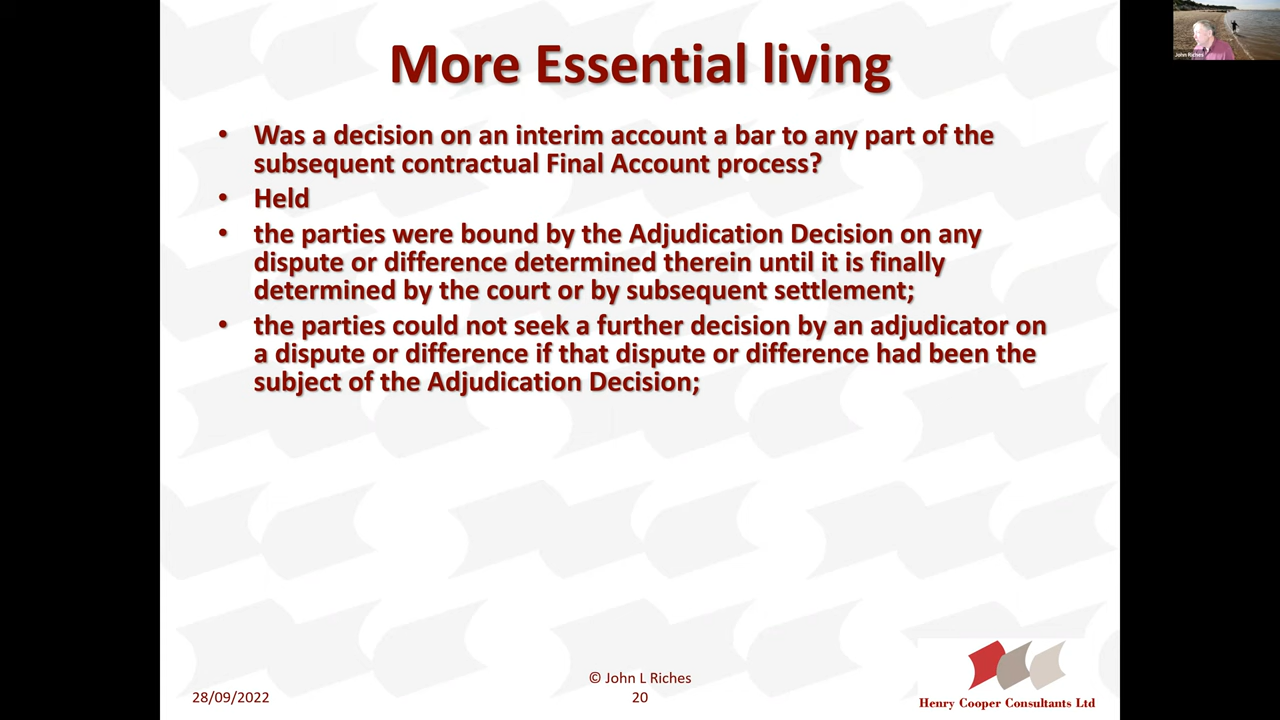 More Essential living
John Riches
• Was a decision on an interim account a bar to any part of the
subsequent contractual Final Account process?
• Held
• the parties were bound by the Adjudication Decision on any
dispute or difference determined therein until it is finally
determined by the court or by subsequent settlement;
• the parties could not seek a further decision by an adjudicator on
a dispute or difference if that dispute or difference had been the
subject of the Adjudication Decision;
© John L Riches
28/09/2022
20
Henry Cooper Consultants Ltd